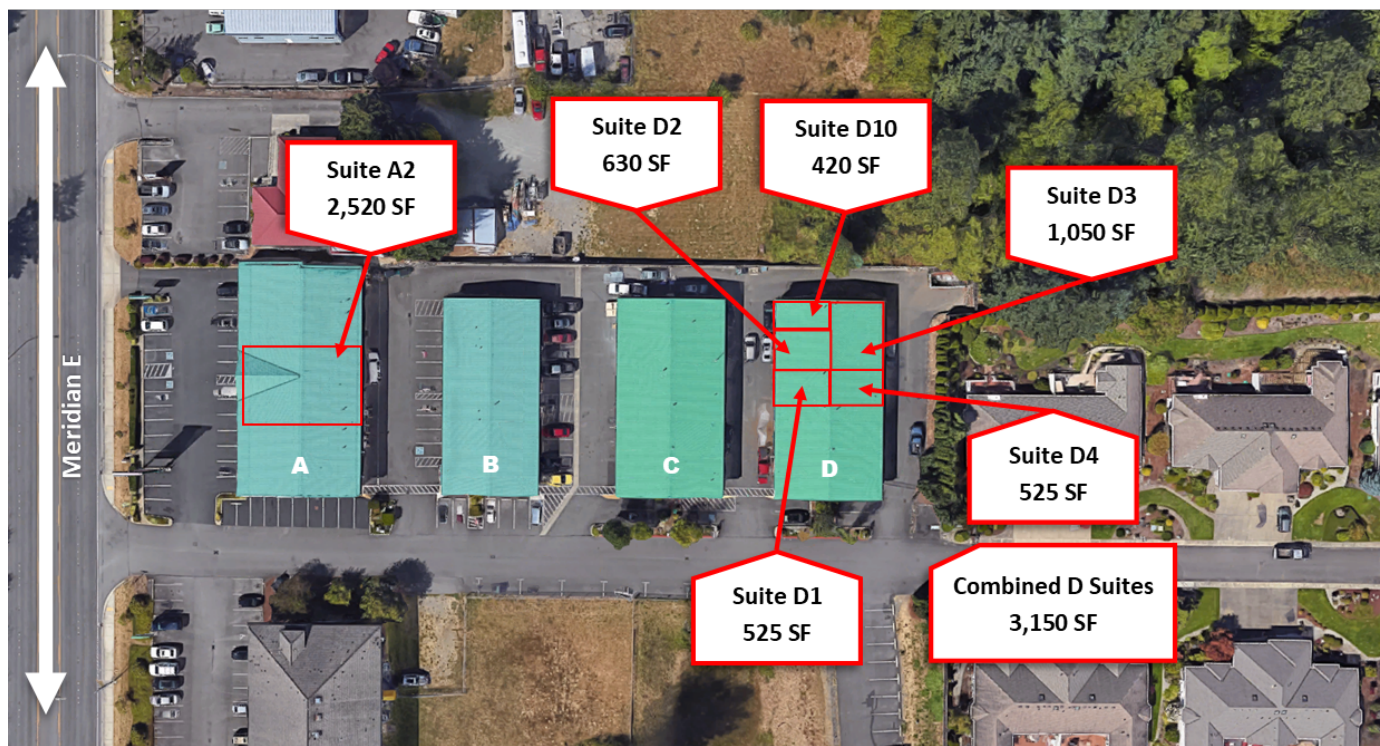 Meridian E
Suite A2
2,520 SF
Suite D2
630 SF
Suite D10
420 SF
Suite D3
1,050 SF
A
B
C
D
Suite D4
525 SF
Suite D1
525 SF
Combined D Suites
3,150 SF